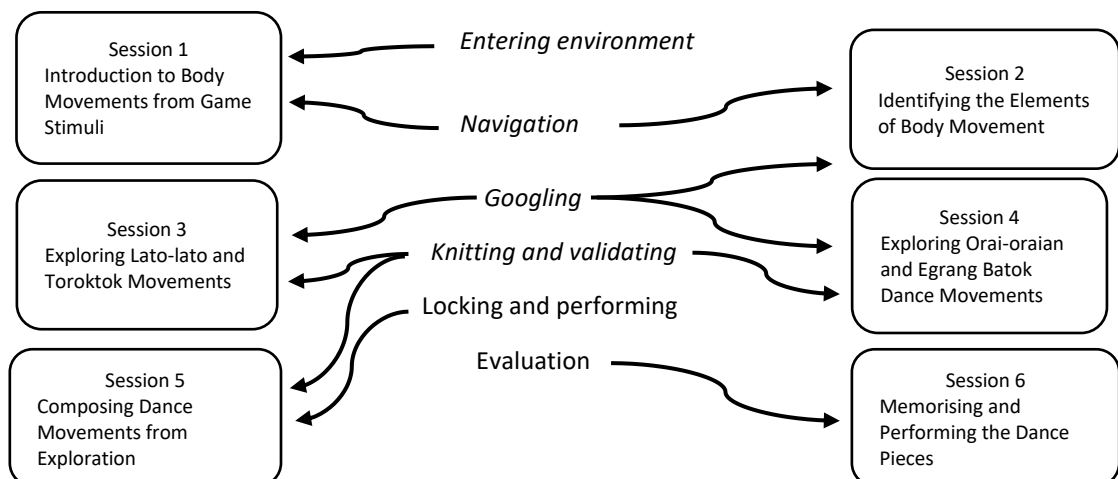 Session 1
Introduction to Body
Movements from Game
Stimuli
Entering environment
Navigation
Session 2
Identifying the Elements
of Body Movement
Session 3
Exploring Lato-lato and
Toroktok Movements
Googling
Knitting and validating
Locking and performing
Evaluation
Session 4
Exploring Orai-oraian
and Egrang Batok
Dance Movements
Session 5
Composing Dance
Movements from
Exploration
Session 6
Memorising and
Performing the Dance
Pieces